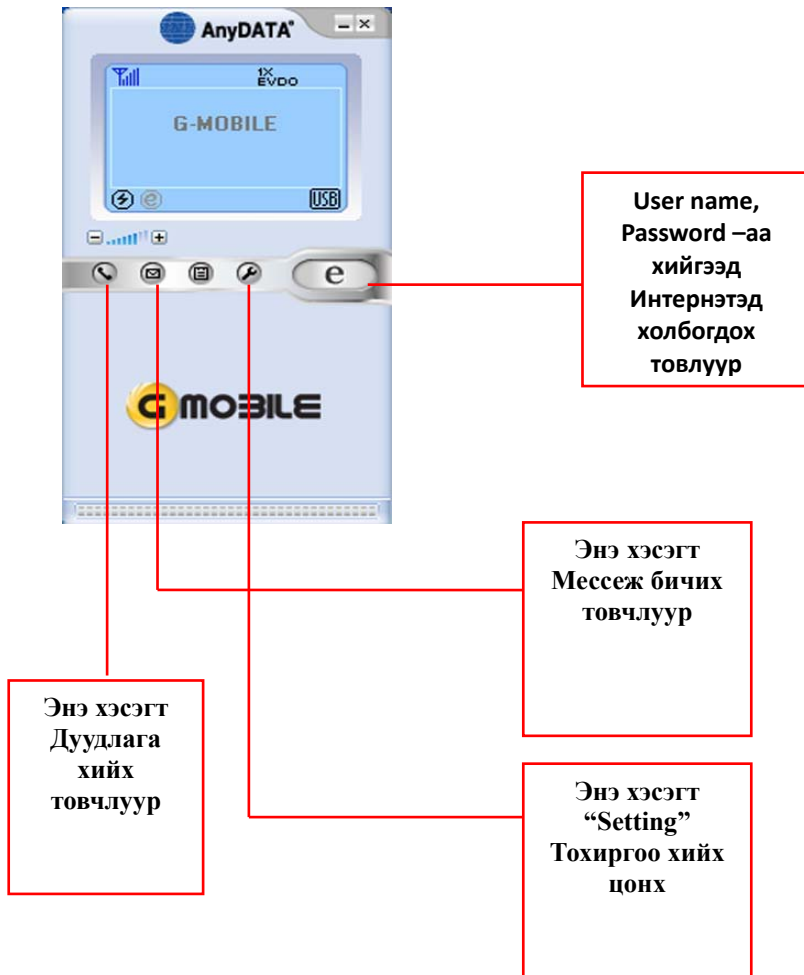 AnyDATA®
1X
EVDO
G-MOBILE
e
USB
e
G MOBILE
User name,
Password –аа
хийгээд
Интернэтэд
холбогдох
товлуур
Энэ хэсэгт
Мессеж бичих
товчлуур
Энэ хэсэгт
Дуудлага
хийх
товчлуур
Энэ хэсэгт
“Setting”
Тохиргоо хийх
цонх